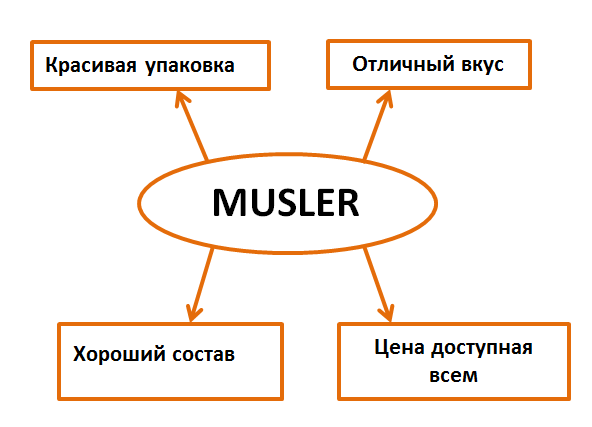 Красивая упаковка
Отличный вкус
MUSLER
Хороший состав
Цена доступная
всем